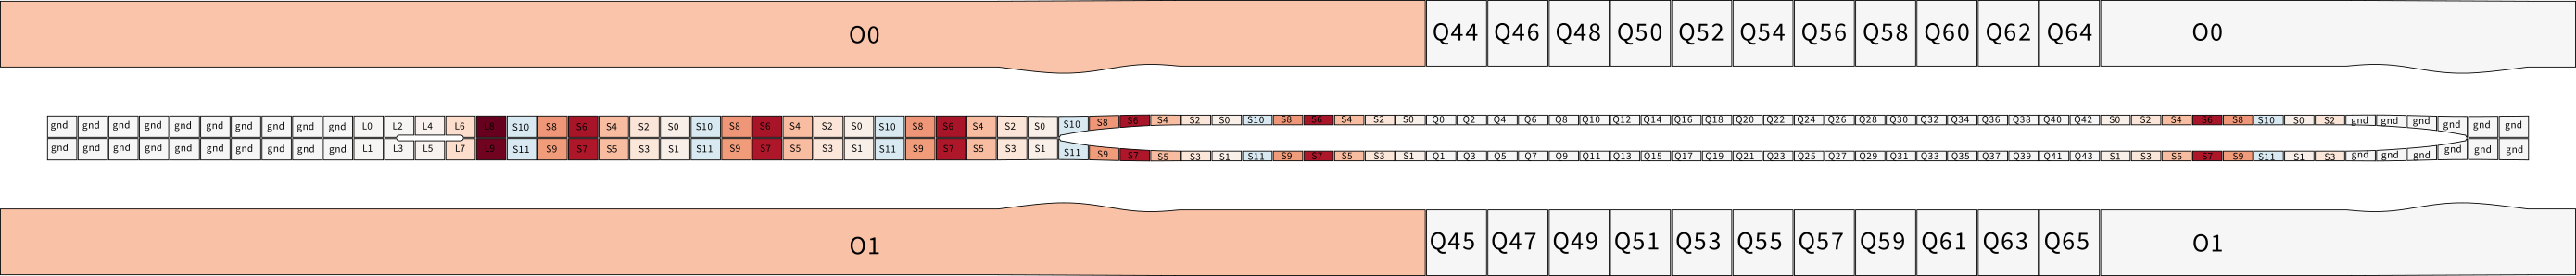 O0 Q44 Q46 Q48 Q50 Q52 Q54 Q56 Q58 Q60 Q62 Q64 O0
gnd gnd gnd gnd gnd gnd gnd gnd gnd gnd L0 L2 L4 L6 L8 S10 S8 S6 S4 S2 S0 S10 S8 S6 S4 S2 S0 S10 S8 S6 S4 S2 S0 S10 S8 S6 S4 S2 S0 S10 S8 S6 S4 S2 S0 Q0 Q2 Q4 Q6 Q8 Q10 Q12 Q14 Q16 Q18 Q20 Q22 Q24 Q26 Q28 Q30 Q32 Q34 Q36 Q38 Q40 Q42 S0 S2 S4 S6 S8 S10 S0 S2 gnd gnd gnd gnd gnd gnd
gnd gnd gnd gnd gnd gnd gnd gnd gnd gnd L1 L3 L5 L7 L9 S11 S9 S7 S5 S3 S1 S11 S9 S7 S5 S3 S1 S11 S9 S7 S5 S3 S1 S11 S9 S7 S5 S3 S1 S11 S9 S7 S5 S3 S1 Q1 Q3 Q5 Q7 Q9 Q11 Q13 Q15 Q17 Q19 Q21 Q23 Q25 Q27 Q29 Q31 Q33 Q35 Q37 Q39 Q41 Q43 S1 S3 S5 S7 S9 S11 S1 S3 gnd gnd gnd gnd gnd gnd
O1 Q45 Q47 Q49 Q51 Q53 Q55 Q57 Q59 Q61 Q63 Q65 O1